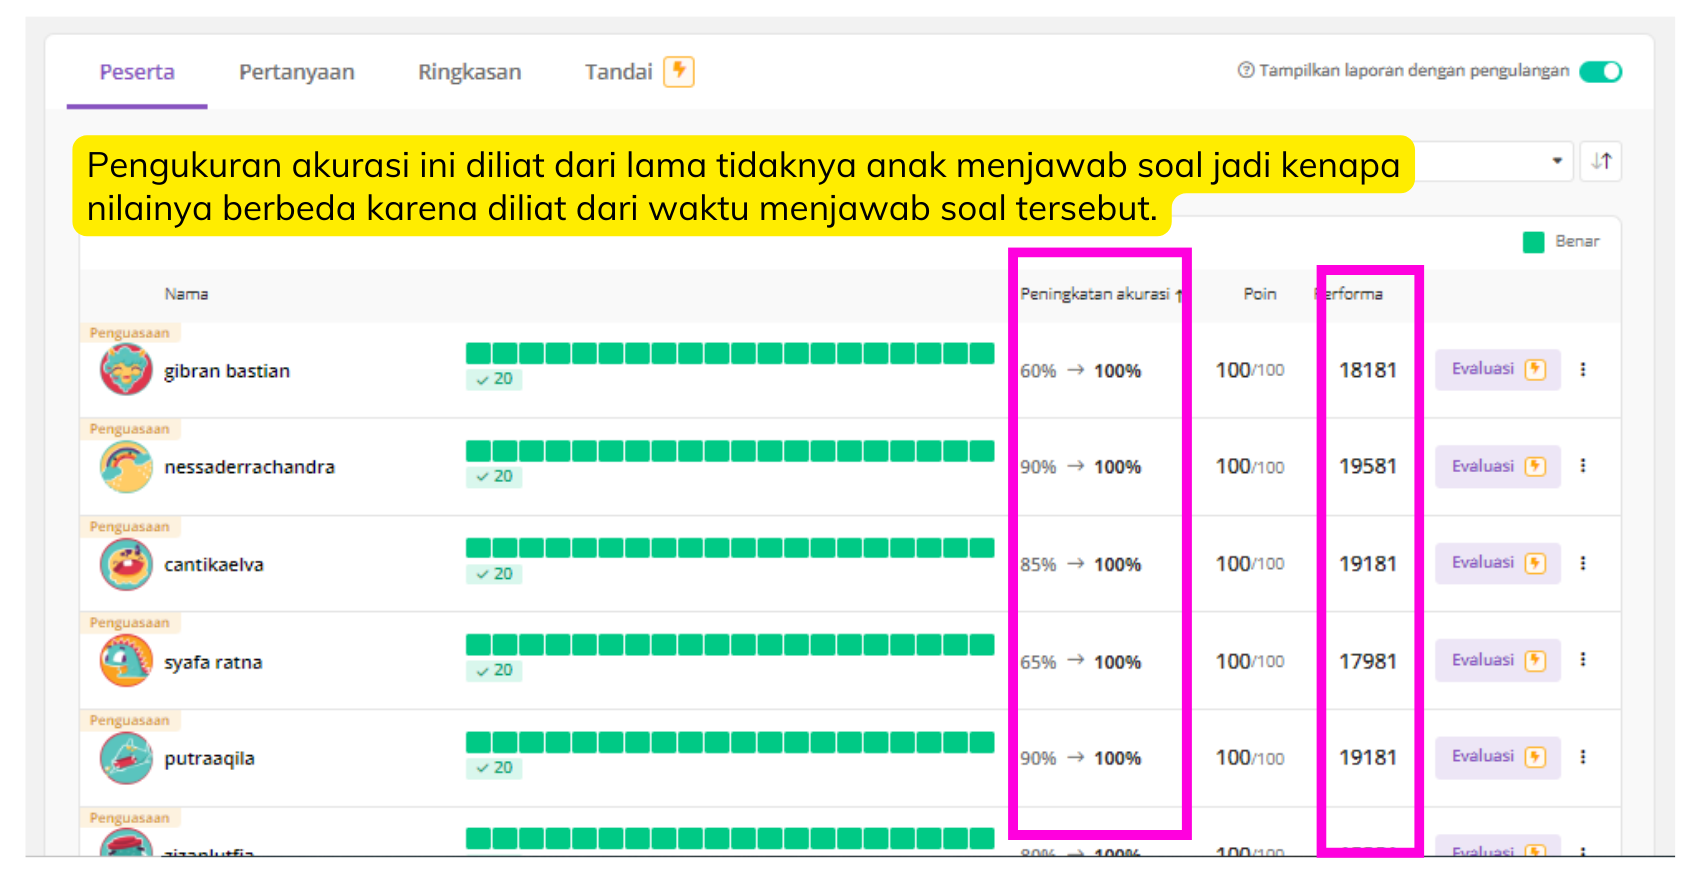 Peserta Pertanyaan Ringkasan Tandai Tampilkan laporan dengan pengulangan
Pengukuran akurasi ini diliat dari lama tidaknya anak menjawab soal jadi kenapa
nilainya berbeda karena diliat dari waktu menjawab soal tersebut.
Benar
Nama Peningkatan akurasi ↑ Poin Performa
Penguasaan
gibran bastian ✓ 20 60% → 100% 100/100 18181 Evaluasi
Penguasaan
nessaderrachandra ✓ 20 90% → 100% 100/100 19581 Evaluasi
Penguasaan
cantikaelva ✓ 20 85% → 100% 100/100 19181 Evaluasi
Penguasaan
syafa ratna ✓ 20 65% → 100% 100/100 17981 Evaluasi
Penguasaan
putraaqila ✓ 20 90% → 100% 100/100 19181 Evaluasi
Penguasaan
80% → 100% 100/100 Evaluasi